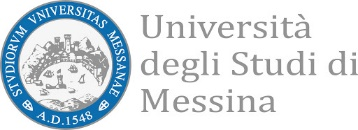 STVDIORVM VNIVERSITAS MESSANAE
A.D.1548
Università
degli Studi di
Messina